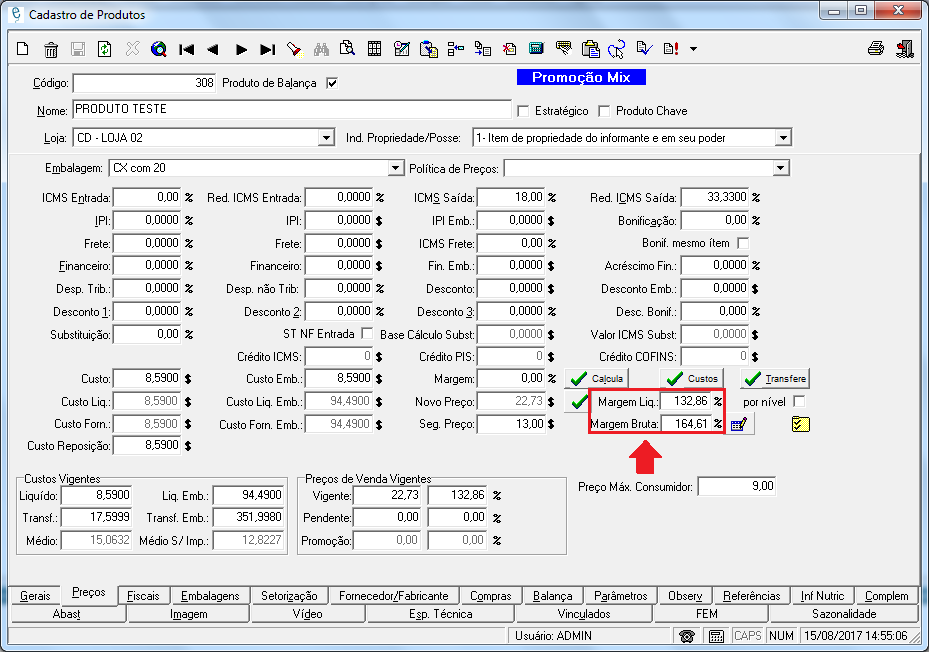 Cadastro de Produtos
Código: 308 Produto de Balança Promoção Mix
Nome: PRODUTO TESTE Estratégico Produto Chave
Loja: CD - LOJA 02 Ind. Propriedade/Posse: 1- Item de propriedade do informante e em seu poder
Embalagem: CX com 20 Política de Preços:
ICMS Entrada: 0,00 % Red. ICMS Entrada: 0,0000 % ICMS Saída: 18,00 % Red. ICMS Saída: 33,3300 %
IPI: 0,0000 % IPI: 0,0000 $ IPI Emb.: 0,0000 $ Bonificação: 0,00 %
Frete: 0,0000 % Frete: 0,0000 $ ICMS Frete: 0,00 % Bonif. mesmo ítem
Financeiro: 0,0000 % Financeiro: 0,0000 $ Fin. Emb.: 0,0000 $ Acréscimo Fin.: 0,0000 %
Desp. Trib.: 0,0000 % Desp. não Trib: 0,0000 $ Desconto: 0,0000 $ Desconto Emb.: 0,0000 $
Desconto 1: 0,0000 % Desconto 2: 0,0000 % Desconto 3: 0,0000 % Desc. Bonif.: 0,000 %
Substituição: 0,00 % ST NF Entrada Base Cálculo Subst: 0,0000 $ Valor ICMS Subst: 0,0000 $
Crédito ICMS: 0 $ Crédito PIS: 0 $ Crédito COFINS: 0 $
Custo: 8,5900 $ Custo Emb.: 8,5900 $ Margem: 0,00 % Calcula Custos Transfere
Custo Liq.: 8,5900 $ Custo Liq. Emb.: 94,4900 $ Novo Preço: 22,73 $ Margem Liq.: 132,86 % por nível
Custo Forn.: 8,5900 $ Custo Forn. Emb.: 94,4900 $ Seg. Preço: 13,00 $ Margem Bruta: 164,61 %
Custo Reposição: 8,5900 $
Custos Vigentes Preços de Venda Vigentes
Líquido: 8,5900 Liq. Emb.: 94,4900 Vigente: 22,73 132,86 % Preço Máx. Consumidor: 9,00
Transf.: 17,5999 Transf. Emb.: 351,9980 Pendente: 0,00 0,00 %
Médio: 15,0632 Médio S/ Imp.: 12,8227 Promoção: 0,00 0,00 %
Gerais Preços Fiscais Embalagens Setorização Fornecedor/Fabricante Compras Balança Parâmetros Observ Referências Inf Nutric Complem
Abast Imagem Vídeo Esp. Técnica Vinculados FEM Sazonalidade
Usuário: ADMIN CAPS NUM 15/08/2017 14:55:06